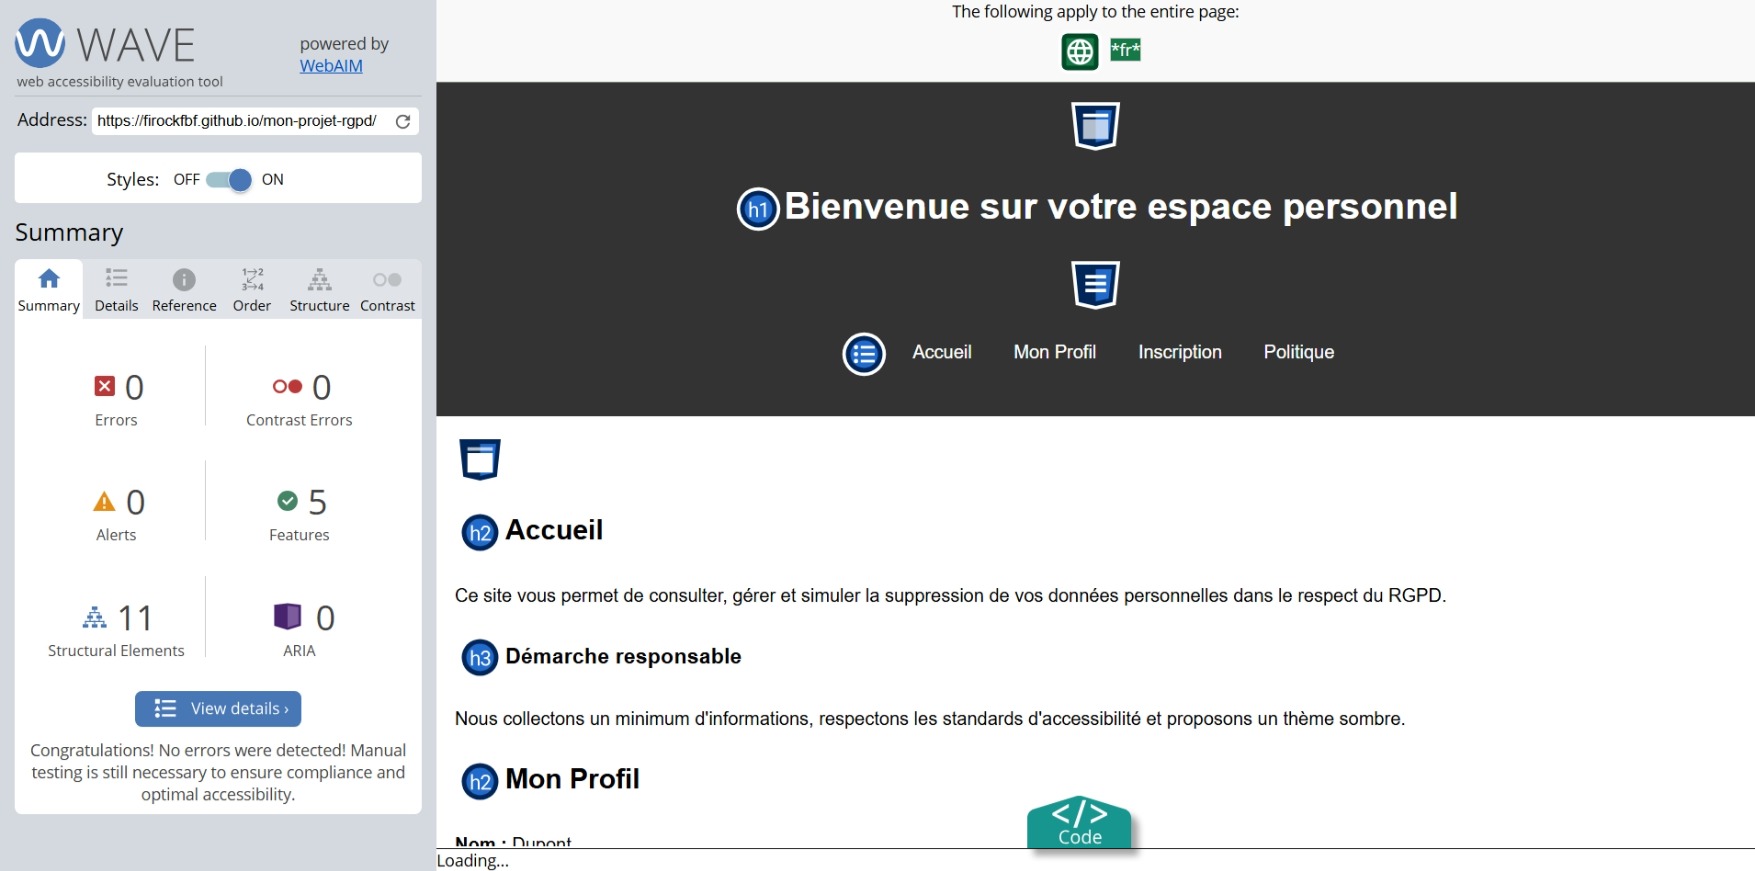 WAVE
web accessibility evaluation tool
powered by
WebAIM
Address: https://firockfbf.github.io/mon-projet-rgpd/
Styles: OFF ON
Summary
Summary Details Reference Order Structure Contrast
0
Errors
0
Contrast Errors
0
Alerts
5
Features
11
Structural Elements
0
ARIA
View details ›
Congratulations! No errors were detected! Manual
testing is still necessary to ensure compliance and
optimal accessibility.
The following apply to the entire page:
*fr*
h1 Bienvenue sur votre espace personnel
Accueil Mon Profil Inscription Politique
h2 Accueil
Ce site vous permet de consulter, gérer et simuler la suppression de vos données personnelles dans le respect du RGPD.
h3 Démarche responsable
Nous collectons un minimum d'informations, respectons les standards d'accessibilité et proposons un thème sombre.
h2 Mon Profil
Nom : Dupont
</> Code
Loading...